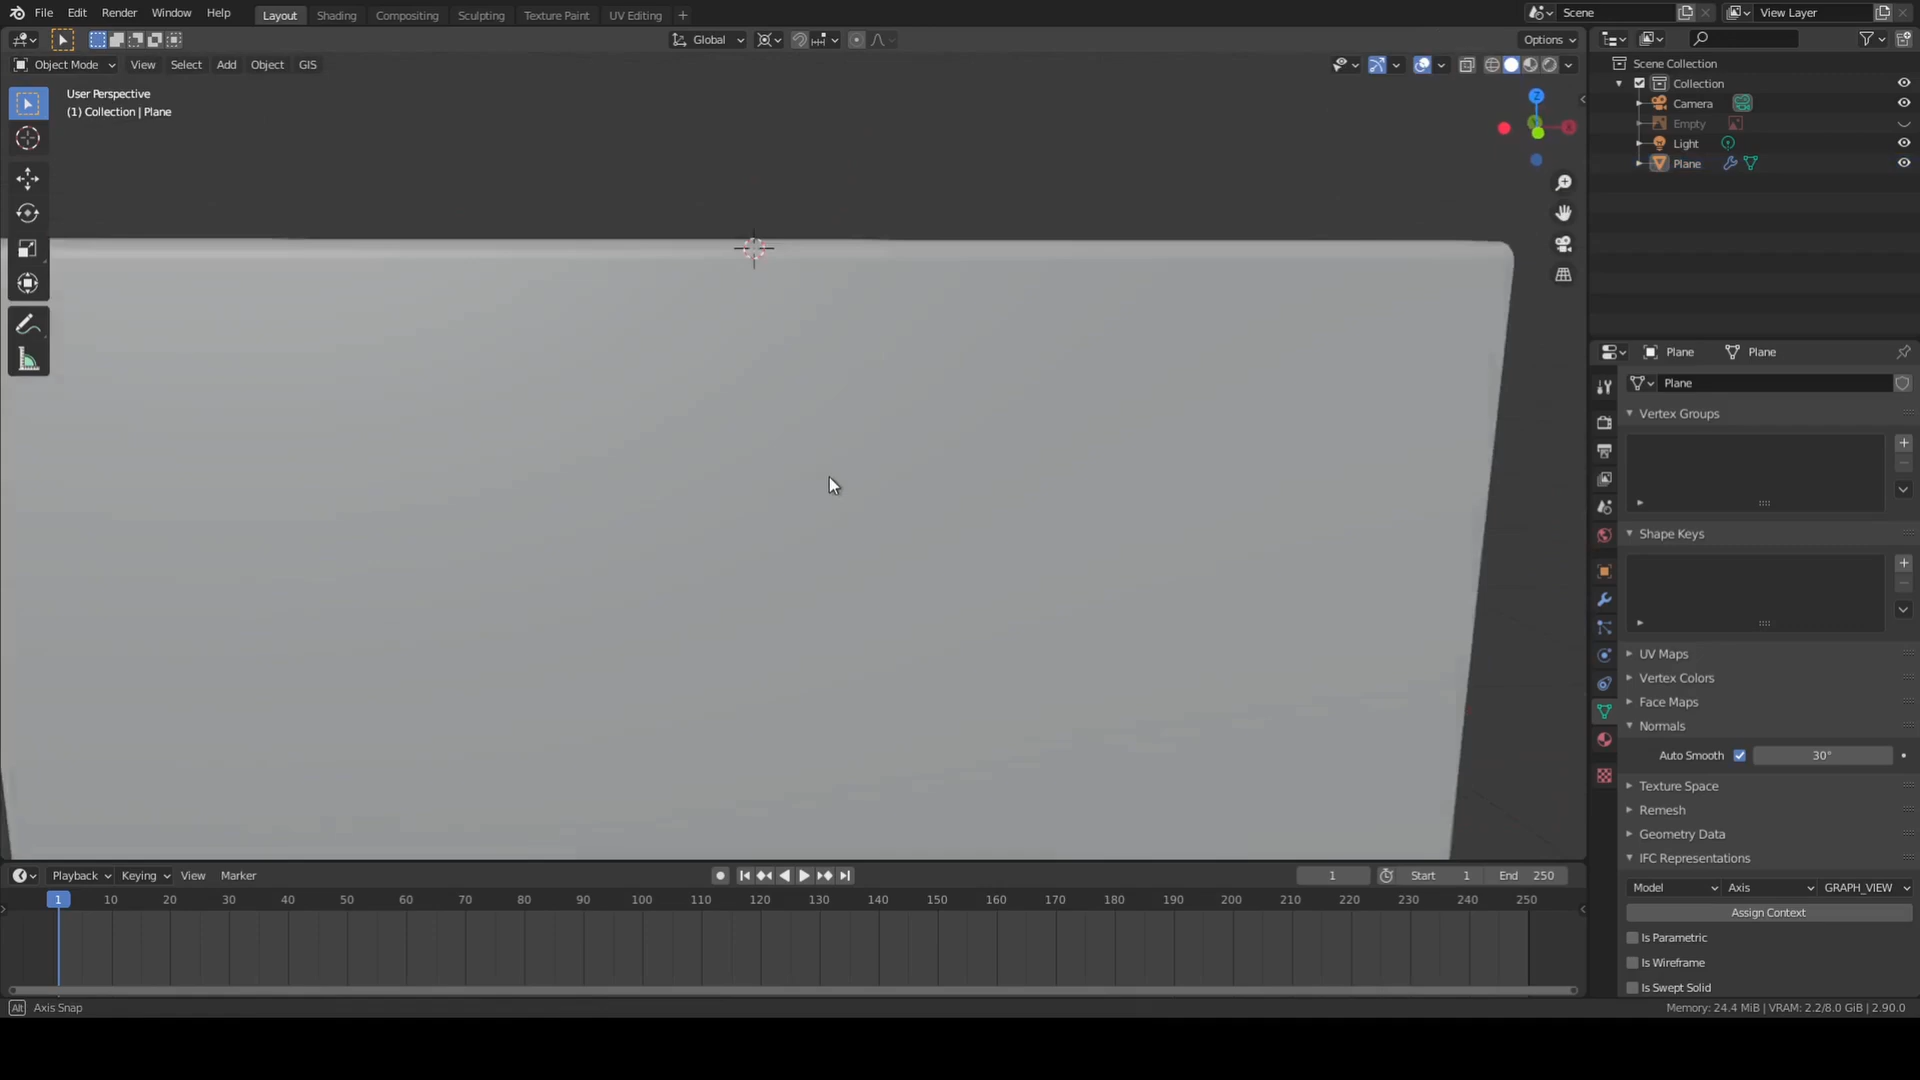 File Edit Render Window Help Layout Shading Compositing Sculpting Texture Paint UV Editing + Scene View Layer
Global Options
Object Mode View Select Add Object GIS
User Perspective
(1) Collection | Plane
Z
Scene Collection
Collection
Camera
Empty
Light
Plane
Plane Plane
Plane
Vertex Groups
Shape Keys
UV Maps
Vertex Colors
Face Maps
Normals
Auto Smooth 30°
Texture Space
Remesh
Geometry Data
IFC Representations
Model Axis GRAPH_VIEW
Assign Context
Is Parametric
Is Wireframe
Is Swept Solid
Playback Keying View Marker 1 Start 1 End 250
1 10 20 30 40 50 60 70 80 90 100 110 120 130 140 150 160 170 180 190 200 210 220 230 240 250
Alt Axis Snap Memory: 24.4 MiB | VRAM: 2.2/8.0 GiB | 2.90.0